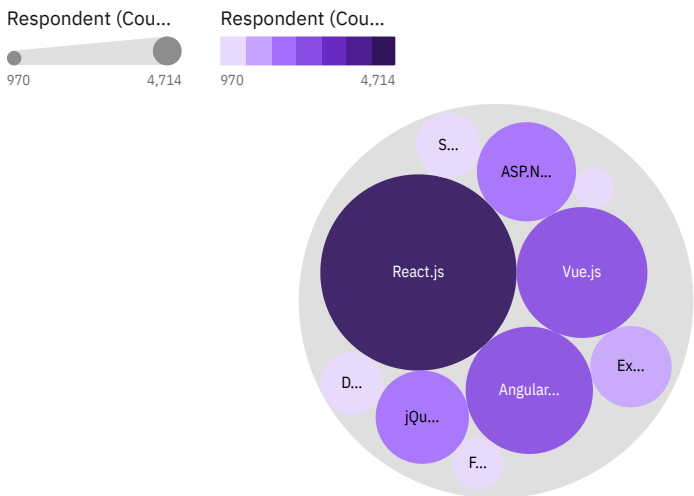 Respondent (Cou...
970
4,714
Respondent (Cou...
970
4,714
S...
ASP.N...
React.js
Vue.js
Ex...
D...
Angular...
jQu...
F...